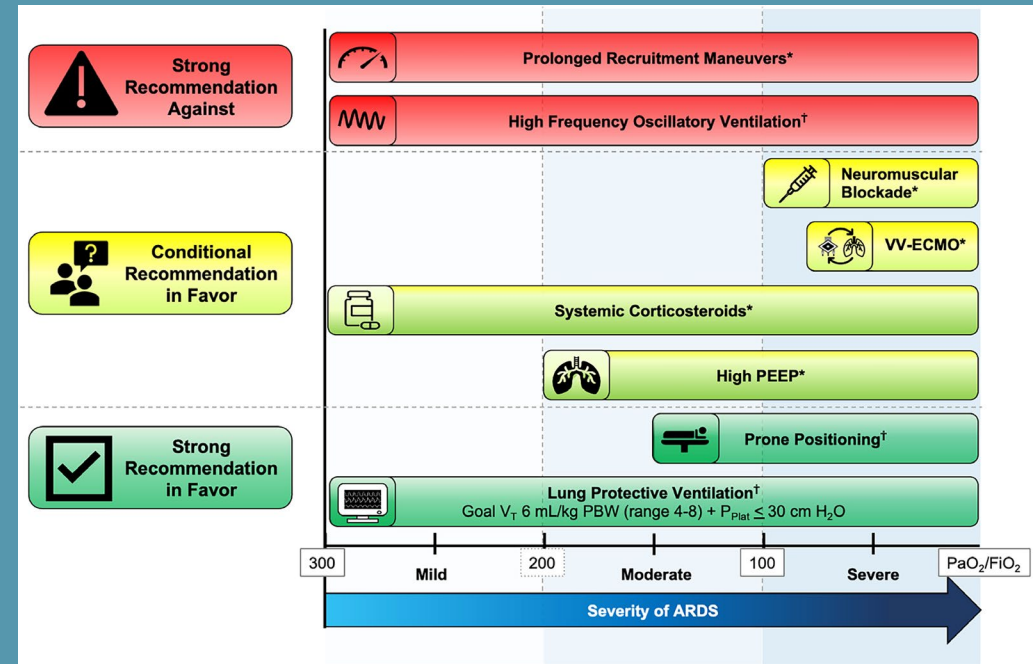 Strong
Recommendation
Against
Prolonged Recruitment Maneuvers*
High Frequency Oscillatory Ventilation†
Conditional
Recommendation
in Favor
?
Neuromuscular
Blockade*
VV-ECMO*
Systemic Corticosteroids*
High PEEP*
Strong
Recommendation
in Favor
Prone Positioning†
Lung Protective Ventilation†
Goal V_T 6 mL/kg PBW (range 4-8) + P_Plat ≤ 30 cm H₂O
300
200
100
PaO₂/FiO₂
Mild
Moderate
Severe
Severity of ARDS